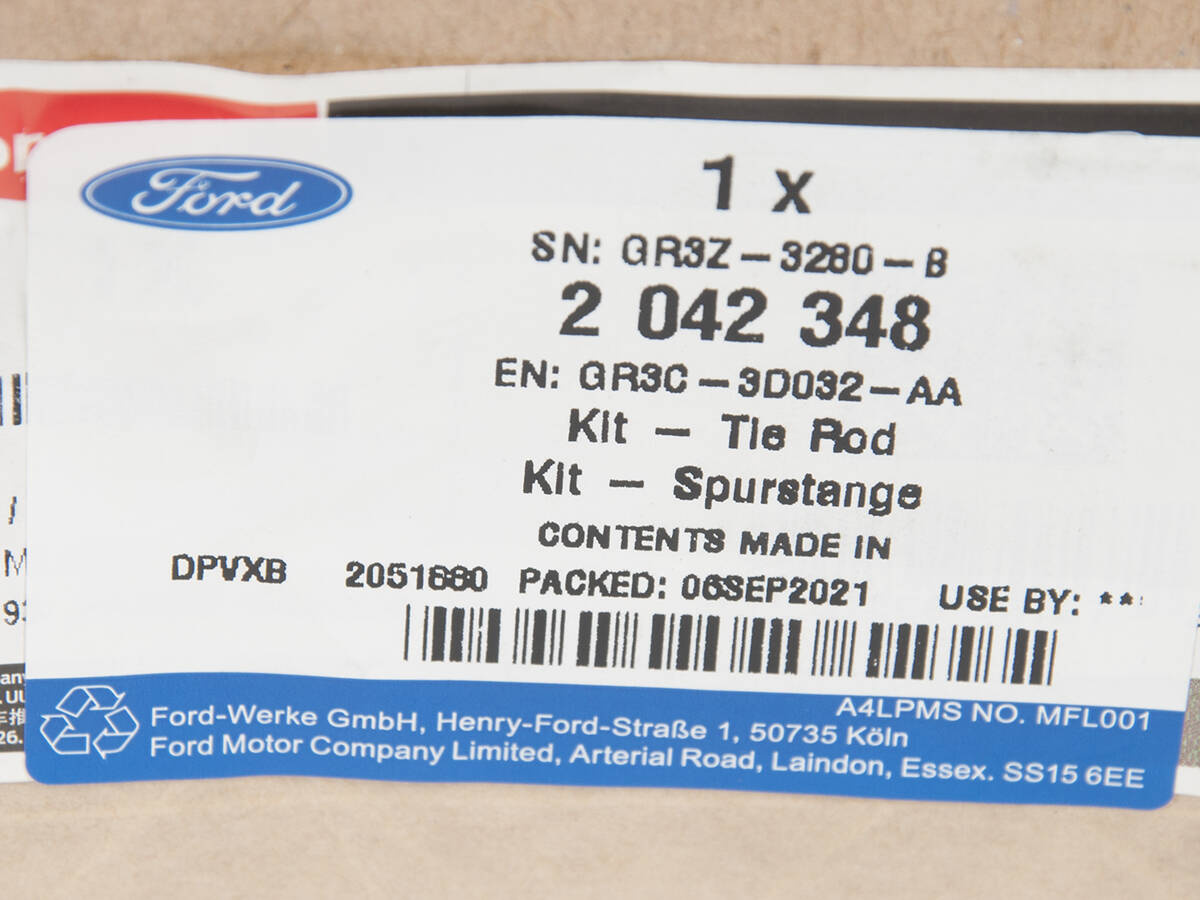 Ford
1 x
SN: GR3Z-3280-B
2 042 348
EN: GR3C-3D032-AA
Kit - Tie Rod
Kit - Spurstange
CONTENTS MADE IN
DPVXB 2051680 PACKED: 06SEP2021 USE BY: **
A4LPMS NO. MFL001
Ford-Werke GmbH, Henry-Ford-Straße 1, 50735 Köln
Ford Motor Company Limited, Arterial Road, Laindon, Essex. SS15 6EE